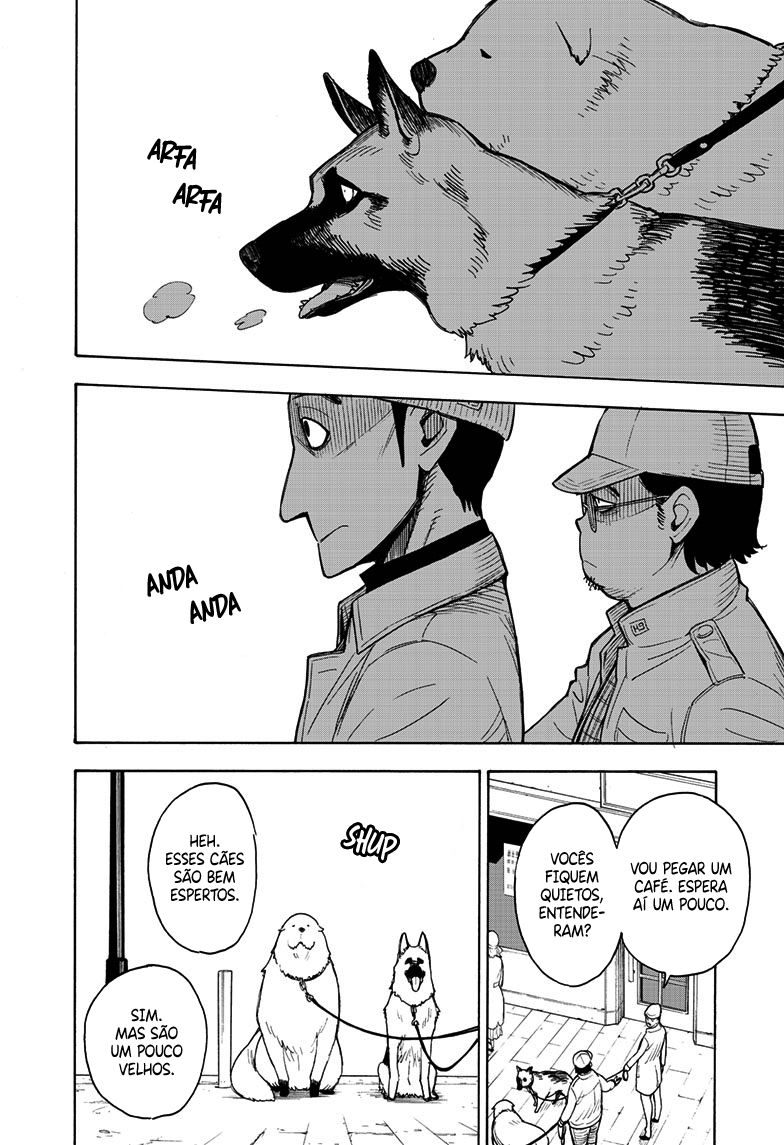 ARFA
ARFA
ANDA
ANDA
VOU PEGAR UM
CAFÉ. ESPERA
AÍ UM POUCO.
VOCÊS
FIQUEM
QUIETOS,
ENTENDE-
RAM?
SHUP
HEH.
ESSES CÃES
SÃO BEM
ESPERTOS.
SIM.
MAS SÃO
UM POUCO
VELHOS.